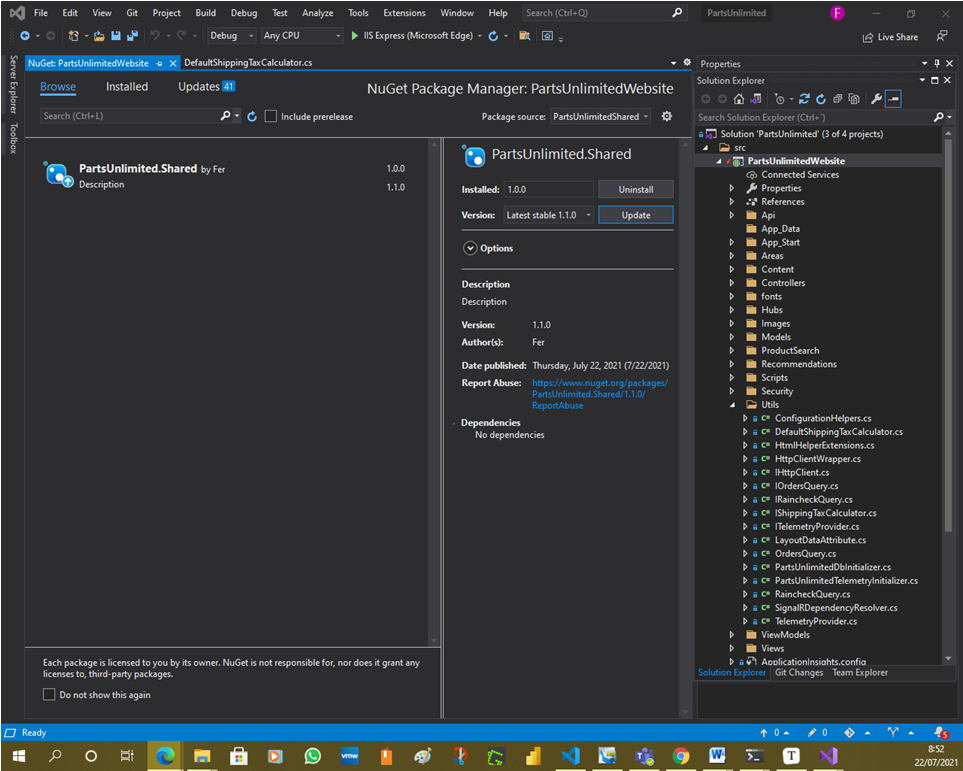 File Edit View Git Project Build Debug Test Analyze Extensions Window Help Search (Ctrl+Q) PartsUnlimited F
Debug Any CPU IIS Express (Microsoft Edge) Live Share
Server Explorer
Toolbox
NuGet: PartsUnlimitedWebsite DefaultShippingTaxCalculator.cs
Browse Installed Updates 41 NuGet Package Manager: PartsUnlimitedWebsite
Search (Ctrl+L) Include prerelease Package source: PartsUnlimitedShared
PartsUnlimited.Shared by Fer 1.0.0
Description 1.1.0
Each package is licensed to you by its owner. NuGet is not responsible for, nor does it grant any
licenses to, third-party packages.
Do not show this again
PartsUnlimited.Shared
Installed: 1.0.0 Uninstall
Version: Latest stable 1.1.0 Update
Options
Description
Description
Version: 1.1.0
Author(s): Fer
Date published: Thursday, July 22, 2021 (7/22/2021)
Report Abuse: https://www.nuget.org/packages/
PartsUnlimited.Shared/1.1.0/
ReportAbuse
Dependencies
No dependencies
Properties
Solution Explorer
Search Solution Explorer (Ctrl+')
Solution 'PartsUnlimited' (3 of 4 projects)
src
PartsUnlimitedWebsite
Connected Services
Properties
References
Api
App_Data
App_Start
Areas
Content
Controllers
fonts
Hubs
Images
Models
ProductSearch
Recommendations
Scripts
Security
Utils
C# ConfigurationHelpers.cs
C# DefaultShippingTaxCalculator.cs
C# HtmlHelperExtensions.cs
C# HttpClientWrapper.cs
C# IHttpClient.cs
C# IOrdersQuery.cs
C# IRaincheckQuery.cs
C# IShippingTaxCalculator.cs
C# ITelemetryProvider.cs
C# LayoutDataAttribute.cs
C# OrdersQuery.cs
C# PartsUnlimitedDbInitializer.cs
C# PartsUnlimitedTelemetryInitializer.cs
C# RaincheckQuery.cs
C# SignalRDependencyResolver.cs
C# TelemetryProvider.cs
ViewModels
Views
ApplicationInsights.config
Solution Explorer Git Changes Team Explorer
Ready 0 0 5
vmw W T
8:52
22/07/2021